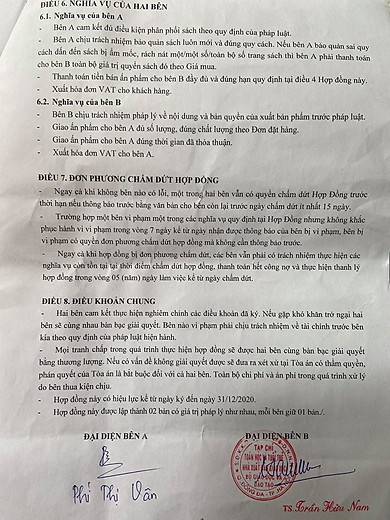 ĐIỀU 6. NGHĨA VỤ CỦA HAI BÊN
6.1. Nghĩa vụ của bên A
- Bên A cam kết đủ điều kiện phân phối sách theo quy định của pháp luật.
- Bên A chịu trách nhiệm bảo quản sách luôn mới và đúng quy cách. Nếu bên A bảo quản sai quy
cách dẫn đến sách bị ẩm mốc, rách nát một/một số/toàn bộ số trang sách thì bên A phải thanh toán
cho bên B toàn bộ giá trị quyển sách đó theo Giá mua.
- Thanh toán tiền bán ấn phẩm cho bên B đầy đủ và đúng hạn quy định tại điều 4 Hợp đồng này.
- Xuất hóa đơn VAT cho khách hàng.
6.2. Nghĩa vụ của bên B
- Bên B chịu trách nhiệm pháp lý về nội dung và bản quyền của xuất bản phẩm trước pháp luật.
- Giao ấn phẩm cho bên A đủ số lượng, đúng chất lượng theo Đơn đặt hàng.
- Giao ấn phẩm cho bên A đúng thời gian đã thỏa thuận.
- Xuất hóa đơn VAT cho bên A.
ĐIỀU 7. ĐƠN PHƯƠNG CHẤM DỨT HỢP ĐỒNG
- Ngay cả khi không bên nào có lỗi, một trong hai bên vẫn có quyền chấm dứt Hợp Đồng trước
thời hạn nếu thông báo trước bằng văn bản cho bên còn lại trước ngày chấm dứt ít nhất 15 ngày.
- Trường hợp một bên vi phạm một trong các nghĩa vụ quy định tại Hợp Đồng nhưng không khắc
phục hành vi vi phạm trong vòng 7 ngày kể từ ngày nhận được thông báo của bên bị vi phạm, bên bị
vi phạm có quyền đơn phương chấm dứt hợp đồng mà không cần thông báo trước.
- Ngay cả khi hợp đồng bị đơn phương chấm dứt, các bên vẫn phải có trách nhiệm thực hiện các
nghĩa vụ còn tồn tại tại thời điểm chấm dứt hợp đồng, thanh toán hết công nợ và thực hiện thanh lý
hợp đồng trong vòng 05 (năm) ngày làm việc kể từ ngày chấm dứt.
ĐIỀU 8. ĐIỀU KHOẢN CHUNG
- Hai bên cam kết thực hiện nghiêm chỉnh các điều khoản đã ký. Nếu gặp khó khăn trở ngại hai
bên sẽ cùng nhau bàn bạc giải quyết. Bên nào vi phạm phải chịu trách nhiệm về tài chính trước bên
kia theo quy định của pháp luật hiện hành.
- Mọi tranh chấp trong quá trình thực hiện hợp đồng sẽ được hai bên cùng bàn bạc giải quyết
bằng thương lượng. Nếu có vấn đề không giải quyết được sẽ đưa ra xét xử tại Tòa án có thẩm quyền,
phán quyết của Tòa án là bắt buộc đối với cả hai bên. Toàn bộ chi phí và án phí trong quá trình xử lý
do bên thua kiện chịu.
- Hợp đồng này có hiệu lực kể từ ngày ký đến ngày 31/12/2020.
- Hợp đồng này được lập thành 02 bản có giá trị pháp lý như nhau, mỗi bên giữ 01 bản./.
ĐẠI DIỆN BÊN A ĐẠI DIỆN BÊN B
TẠP CHÍ
TOÁN HỌC VÀ TUỔI TRẺ
BỘ GIÁO DỤC VÀ
ĐÀO TẠO
ĐỐNG ĐA - TP HÀ NỘI
Phí Thị Vân
TS. Trần Hữu Nam